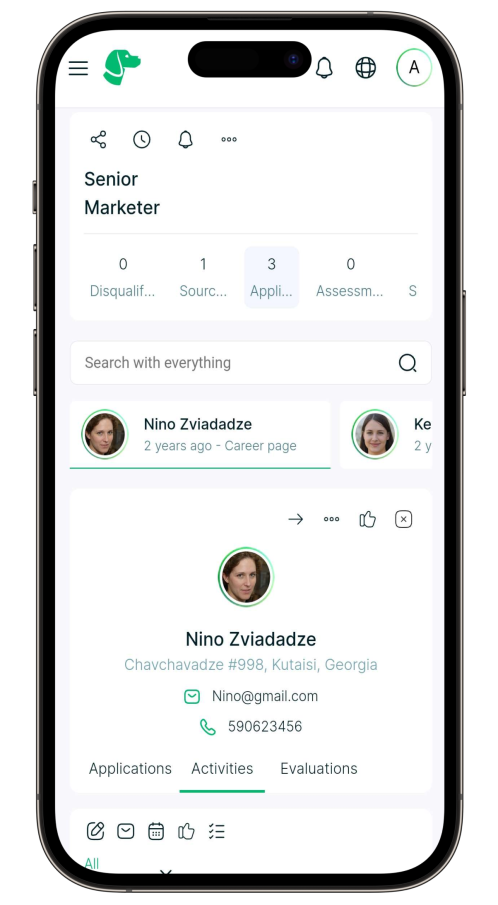 A
Senior
Marketer
0 1 3 0
Disqualif... Sourc... Appli... Assessm... S
Search with everything
Nino Zviadadze
2 years ago - Career page
Ke
2 y
Nino Zviadadze
Chavchavadze #998, Kutaisi, Georgia
Nino@gmail.com
590623456
Applications Activities Evaluations
All